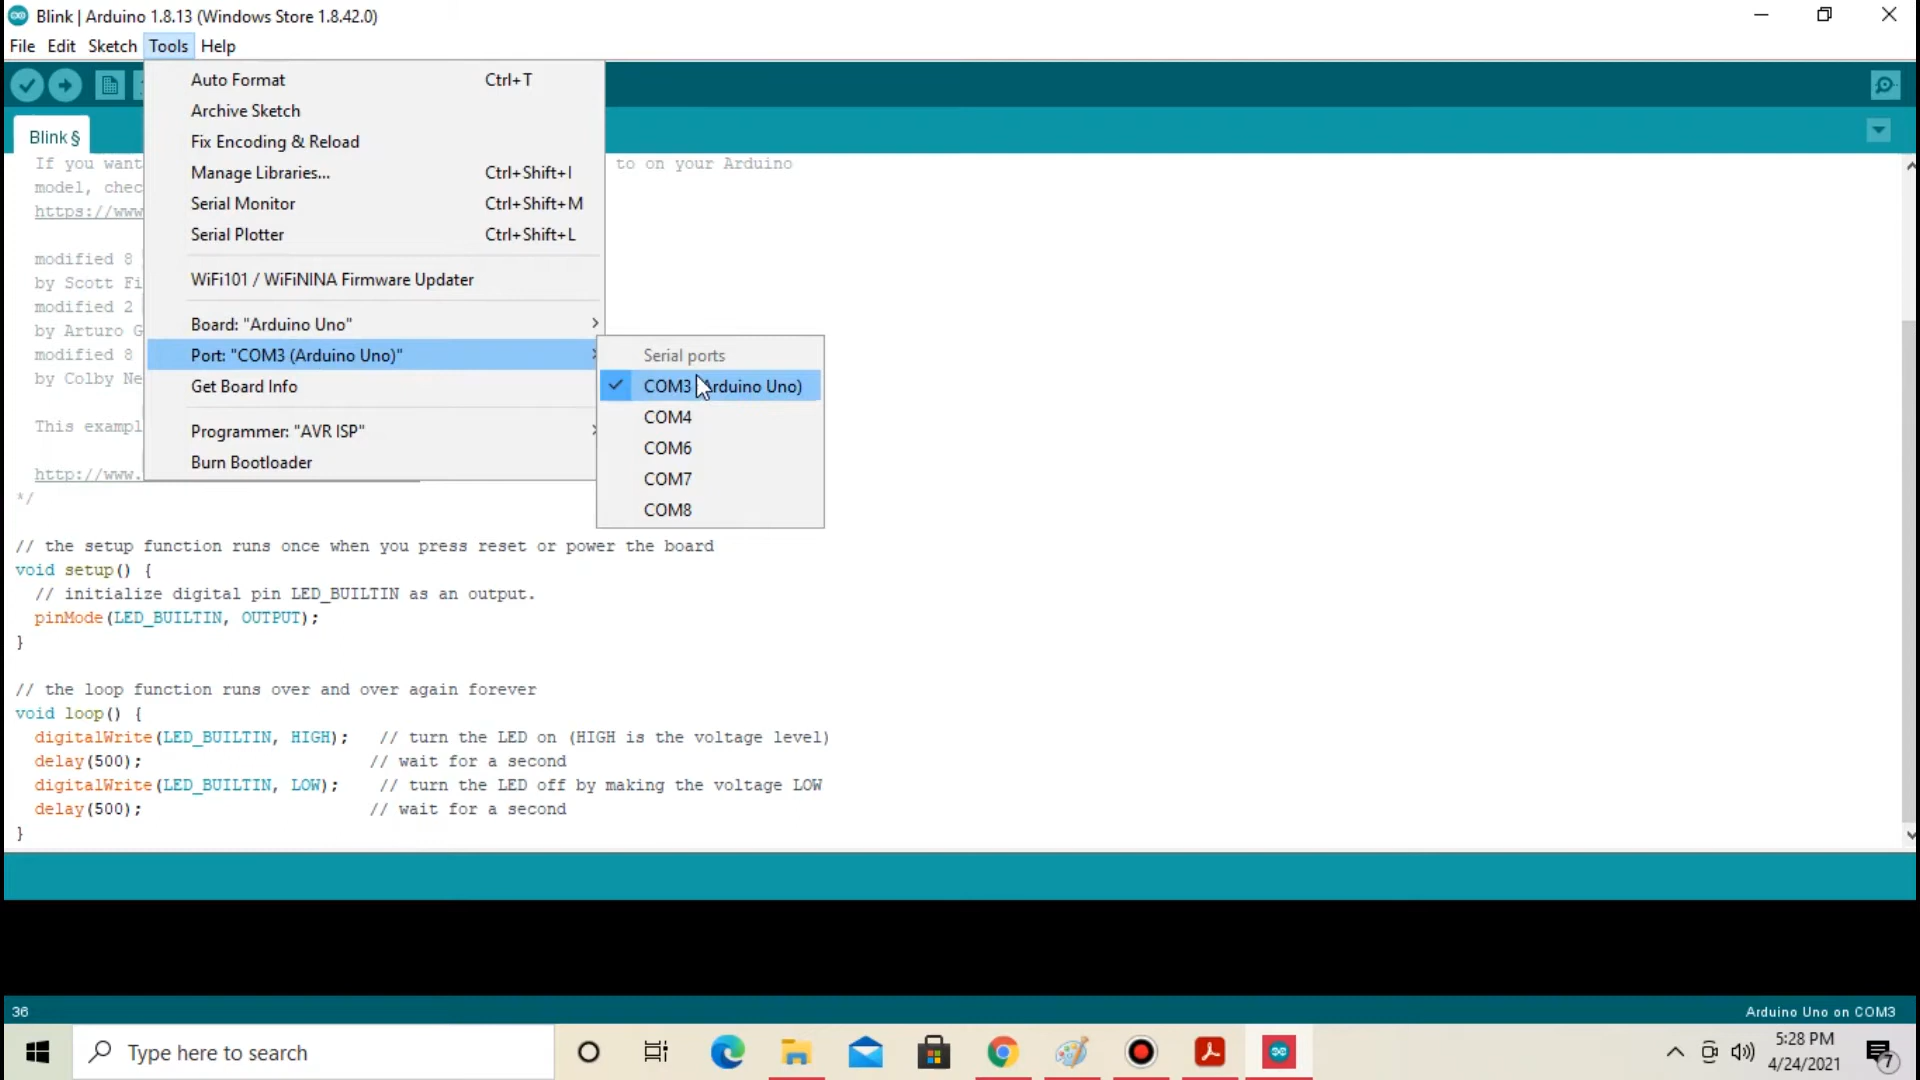 Blink | Arduino 1.8.13 (Windows Store 1.8.42.0)
File Edit Sketch Tools Help
Auto Format Ctrl+T
Archive Sketch
Fix Encoding & Reload
Manage Libraries... Ctrl+Shift+I
Serial Monitor Ctrl+Shift+M
Serial Plotter Ctrl+Shift+L
WiFi101 / WiFiNINA Firmware Updater
Board: "Arduino Uno"
Port: "COM3 (Arduino Uno)"
Get Board Info
Programmer: "AVR ISP"
Burn Bootloader
Serial ports
COM3 (Arduino Uno)
COM4
COM6
COM7
COM8
Blink §
If you want to on your Arduino
model, chec
https://www
modified 8
by Scott Fi
modified 2
by Arturo G
modified 8
by Colby Ne
This exampl
http://www.
*/
// the setup function runs once when you press reset or power the board
void setup() {
// initialize digital pin LED_BUILTIN as an output.
pinMode(LED_BUILTIN, OUTPUT);
}
// the loop function runs over and over again forever
void loop() {
digitalWrite(LED_BUILTIN, HIGH); // turn the LED on (HIGH is the voltage level)
delay(500); // wait for a second
digitalWrite(LED_BUILTIN, LOW); // turn the LED off by making the voltage LOW
delay(500); // wait for a second
}
36
Arduino Uno on COM3
Type here to search
5:28 PM
4/24/2021
7